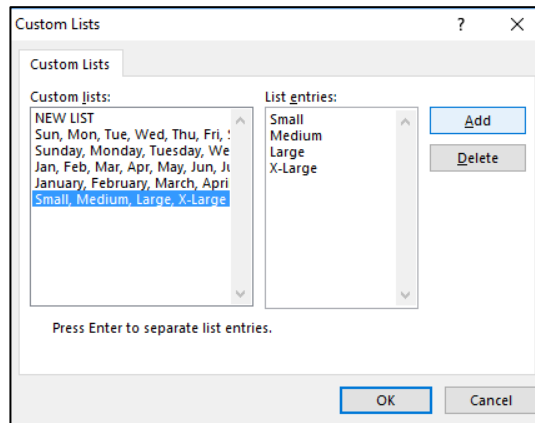 Custom Lists
?
Custom Lists
Custom lists:
NEW LIST
Sun, Mon, Tue, Wed, Thu, Fri,
Sunday, Monday, Tuesday, We
Jan, Feb, Mar, Apr, May, Jun,
January, February, March, Apri
Small, Medium, Large, X-Large
List entries:
Small
Medium
Large
X-Large
Add
Delete
Press Enter to separate list entries.
OK
Cancel